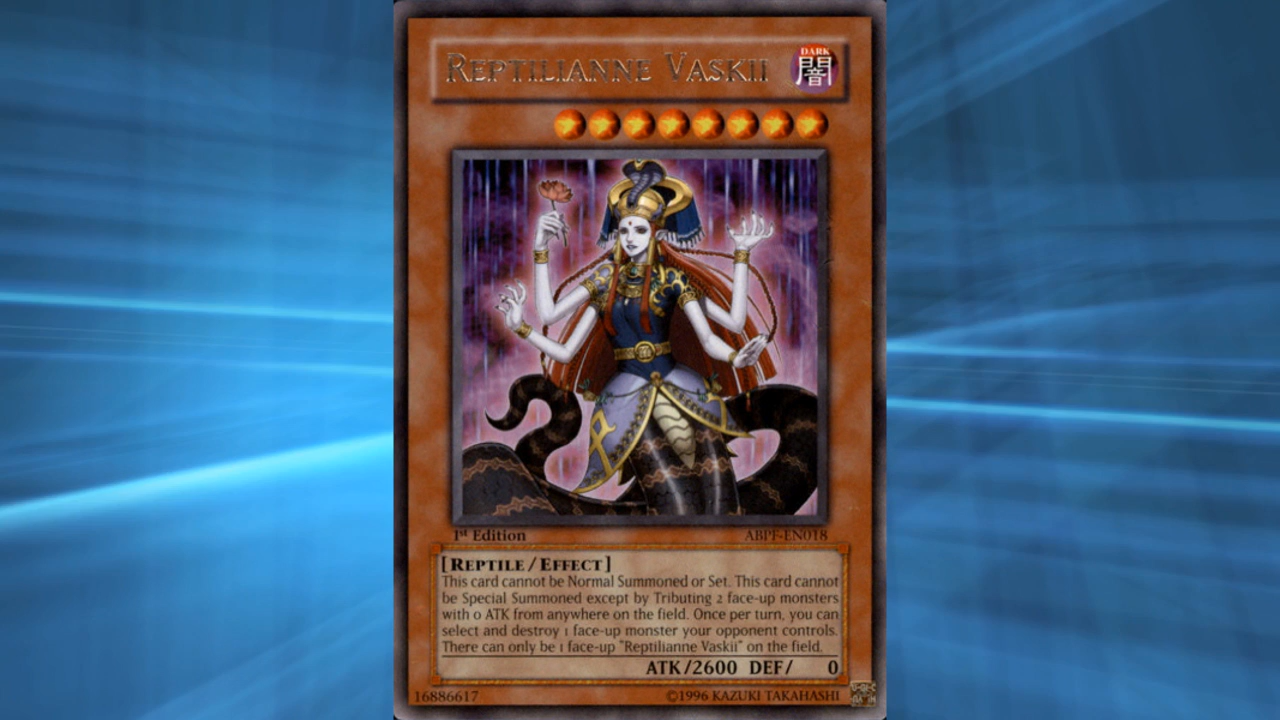 Reptilianne Vaskii
DARK
闇
1st Edition
ABPF-EN018
[Reptile/Effect]
This card cannot be Normal Summoned or Set. This card cannot
be Special Summoned except by Tributing 2 face-up monsters
with 0 ATK from anywhere on the field. Once per turn, you can
select and destroy 1 face-up monster your opponent controls.
There can only be 1 face-up "Reptilianne Vaskii" on the field.
ATK/2600 DEF/ 0
16886617
©1996 KAZUKI TAKAHASHI